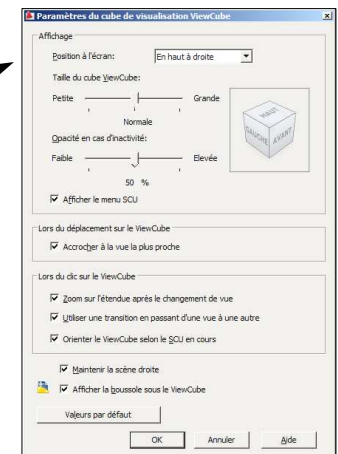 Paramètres du cube de visualisation ViewCube
Affichage
Position à l'écran: En haut à droite
Taille du cube ViewCube:
Petite Grande
Normale
Opacité en cas d'inactivité:
Faible Elevée
50 %
HAUT
GAUCHE AVANT
Afficher le menu SCU
Lors du déplacement sur le ViewCube
Accrocher à la vue la plus proche
Lors du clic sur le ViewCube
Zoom sur l'étendue après le changement de vue
Utiliser une transition en passant d'une vue à une autre
Orienter le ViewCube selon le SCU en cours
Maintenir la scène droite
Afficher la boussole sous le ViewCube
Valeurs par défaut
OK Annuler Aide